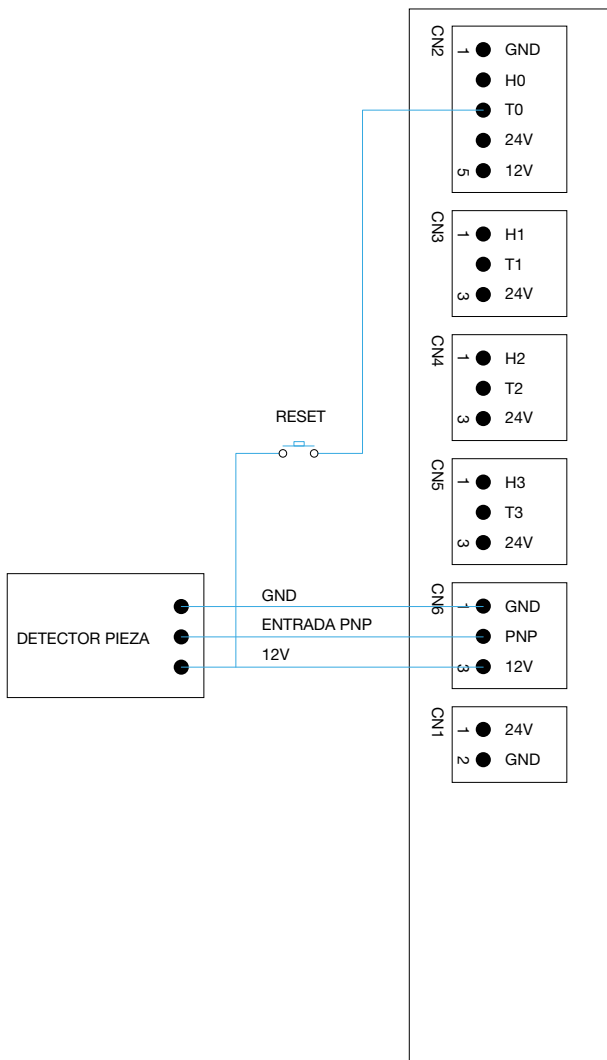 CN2
1 GND
H0
T0
24V
5 12V
CN3
1 H1
T1
3 24V
CN4
1 H2
T2
3 24V
RESET
CN5
1 H3
T3
3 24V
DETECTOR PIEZA
GND
ENTRADA PNP
12V
CN6
1 GND
PNP
3 12V
CN1
1 24V
2 GND